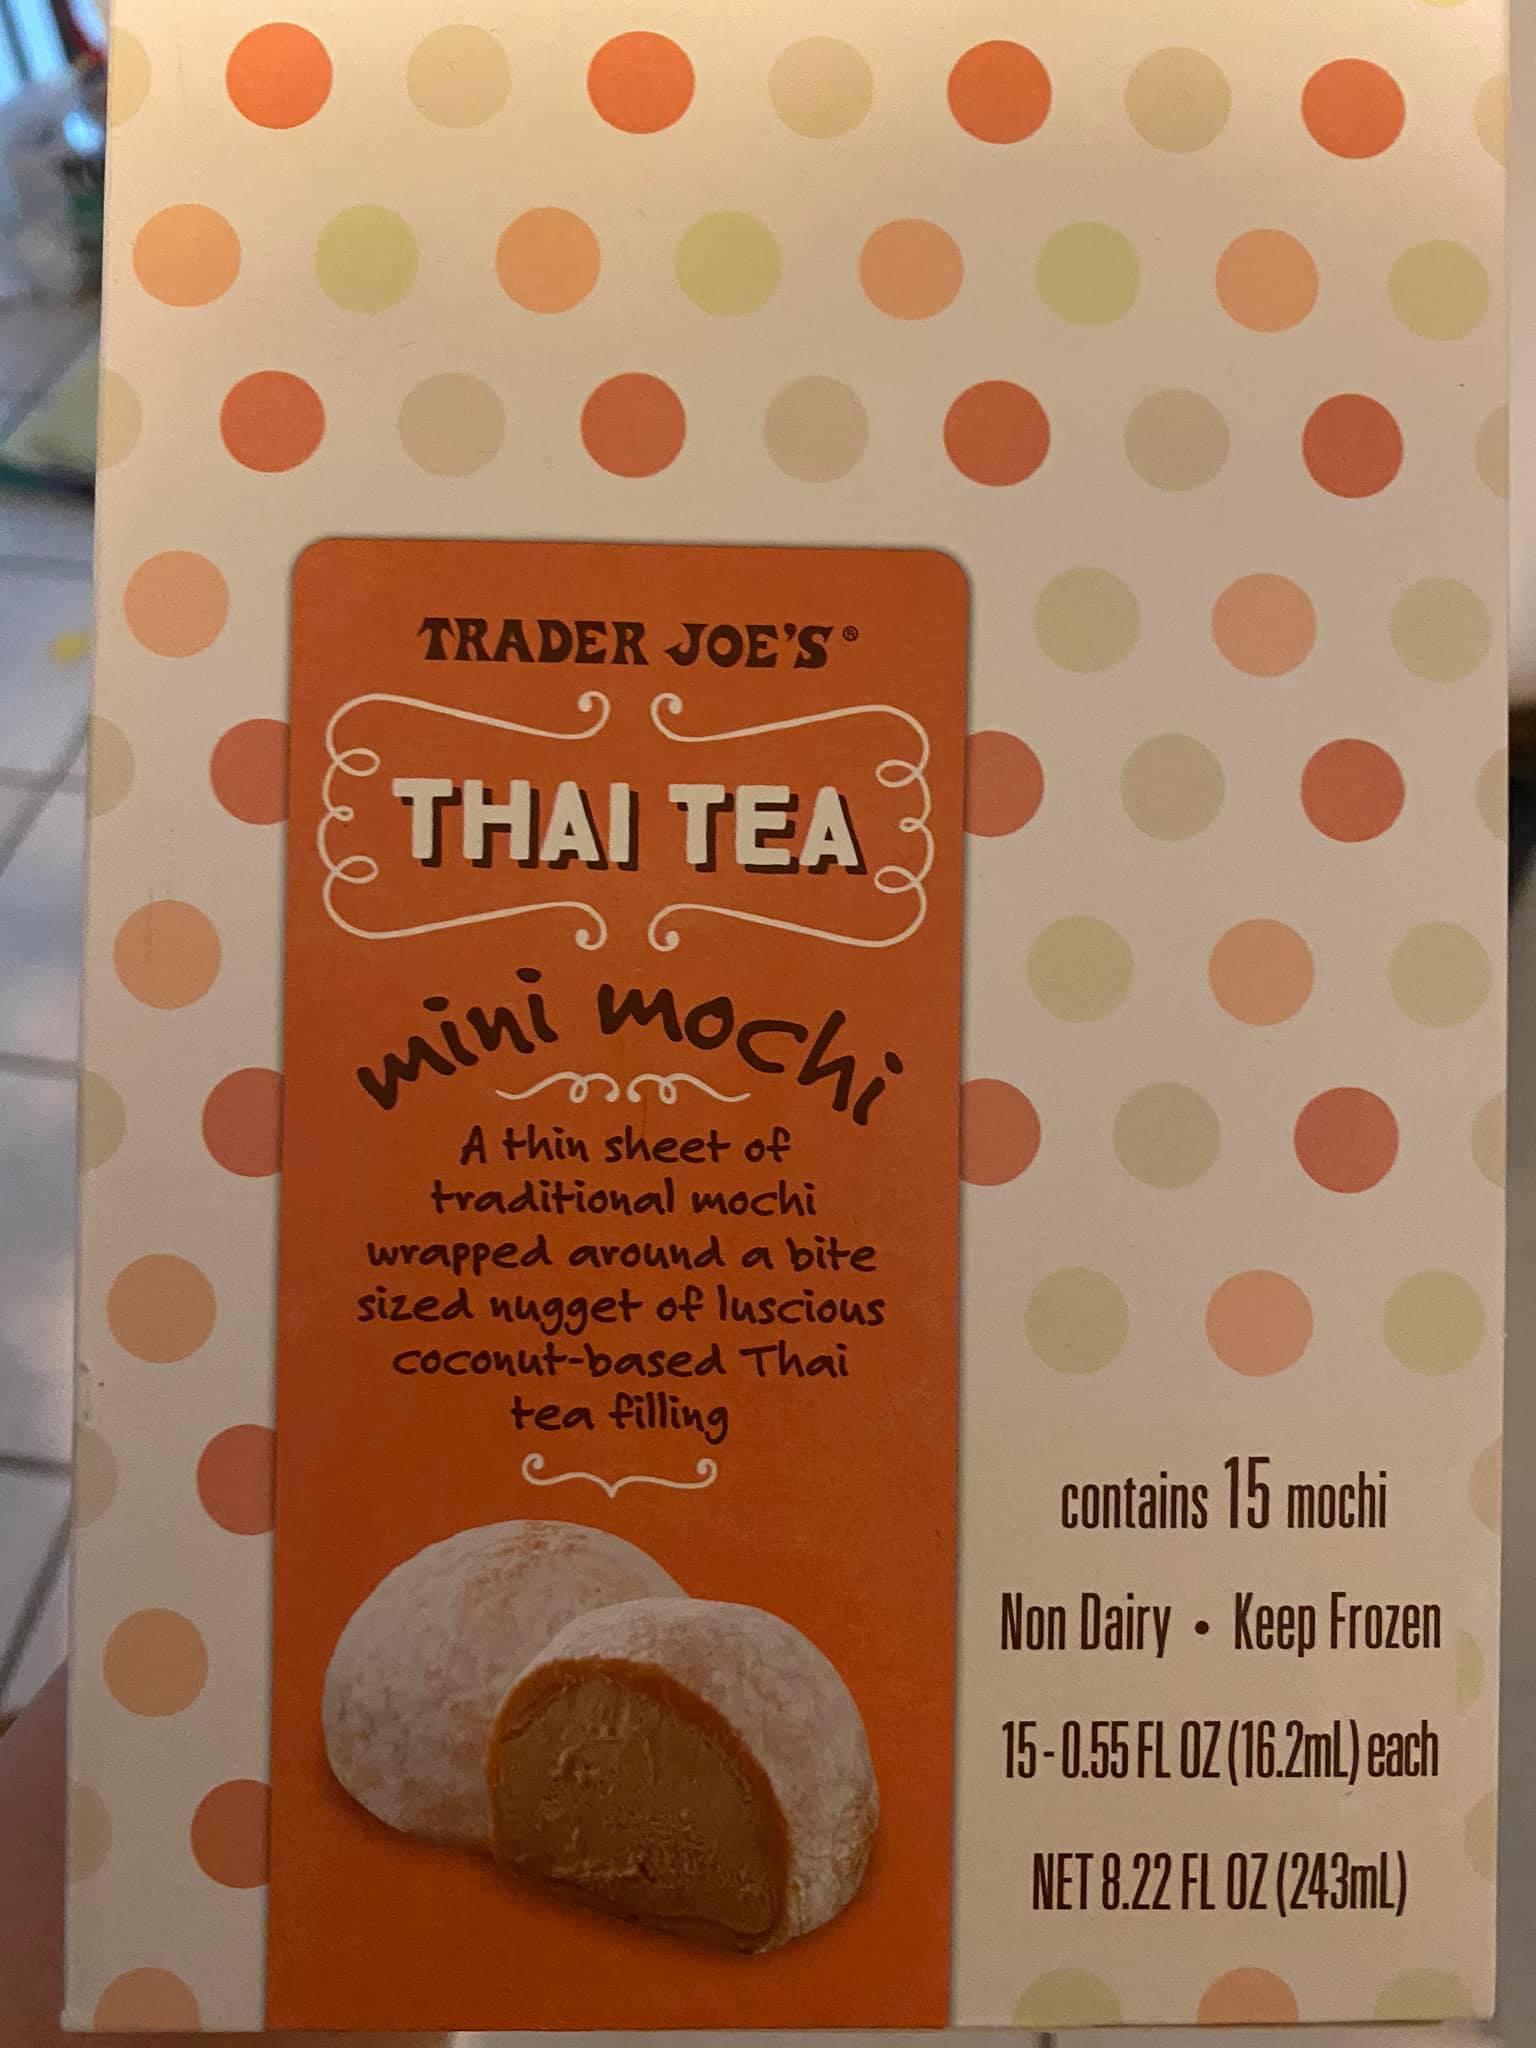 TRADER JOE'S®
THAI TEA
mini mochi
A thin sheet of
traditional mochi
wrapped around a bite
sized nugget of luscious
coconut-based Thai
tea filling
contains 15 mochi
Non Dairy • Keep Frozen
15-0.55 FL OZ (16.2mL) each
NET 8.22 FL OZ (243mL)